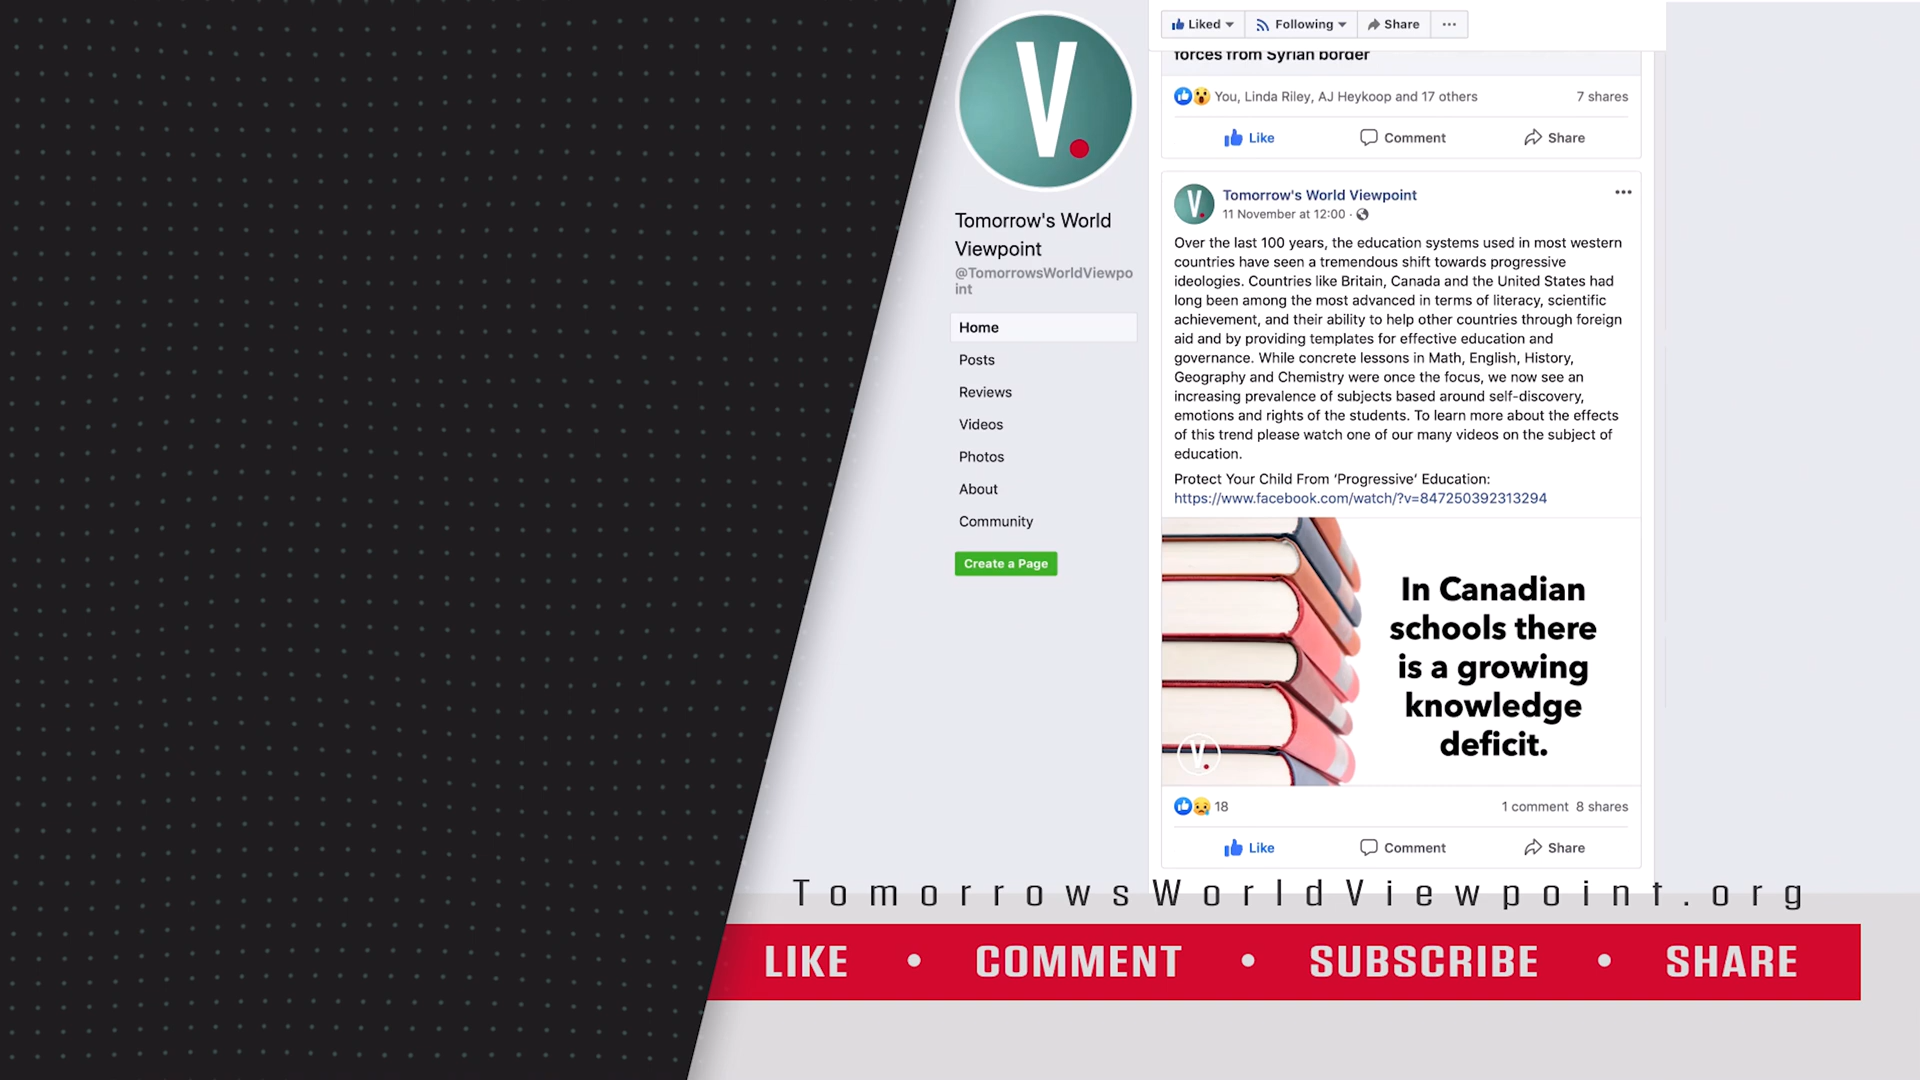 V.
Tomorrow's World
Viewpoint
@TomorrowsWorldViewpo
int
Home
Posts
Reviews
Videos
Photos
About
Community
Create a Page
Liked Following Share ...
forces from Syrian border
You, Linda Riley, AJ Heykoop and 17 others 7 shares
Like Comment Share
V.
Tomorrow's World Viewpoint
11 November at 12:00 ·
Over the last 100 years, the education systems used in most western
countries have seen a tremendous shift towards progressive
ideologies. Countries like Britain, Canada and the United States had
long been among the most advanced in terms of literacy, scientific
achievement, and their ability to help other countries through foreign
aid and by providing templates for effective education and
governance. While concrete lessons in Math, English, History,
Geography and Chemistry were once the focus, we now see an
increasing prevalence of subjects based around self-discovery,
emotions and rights of the students. To learn more about the effects
of this trend please watch one of our many videos on the subject of
education.
Protect Your Child From ‘Progressive’ Education:
https://www.facebook.com/watch/?v=847250392313294
In Canadian
schools there
is a growing
knowledge
deficit.
V.
18 1 comment 8 shares
Like Comment Share
TomorrowsWorldViewpoint.org
LIKE • COMMENT • SUBSCRIBE • SHARE